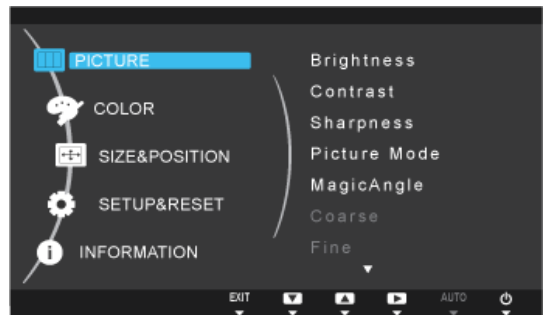 PICTURE
COLOR
SIZE&POSITION
SETUP&RESET
INFORMATION
Brightness
Contrast
Sharpness
Picture Mode
MagicAngle
Coarse
Fine
EXIT
AUTO